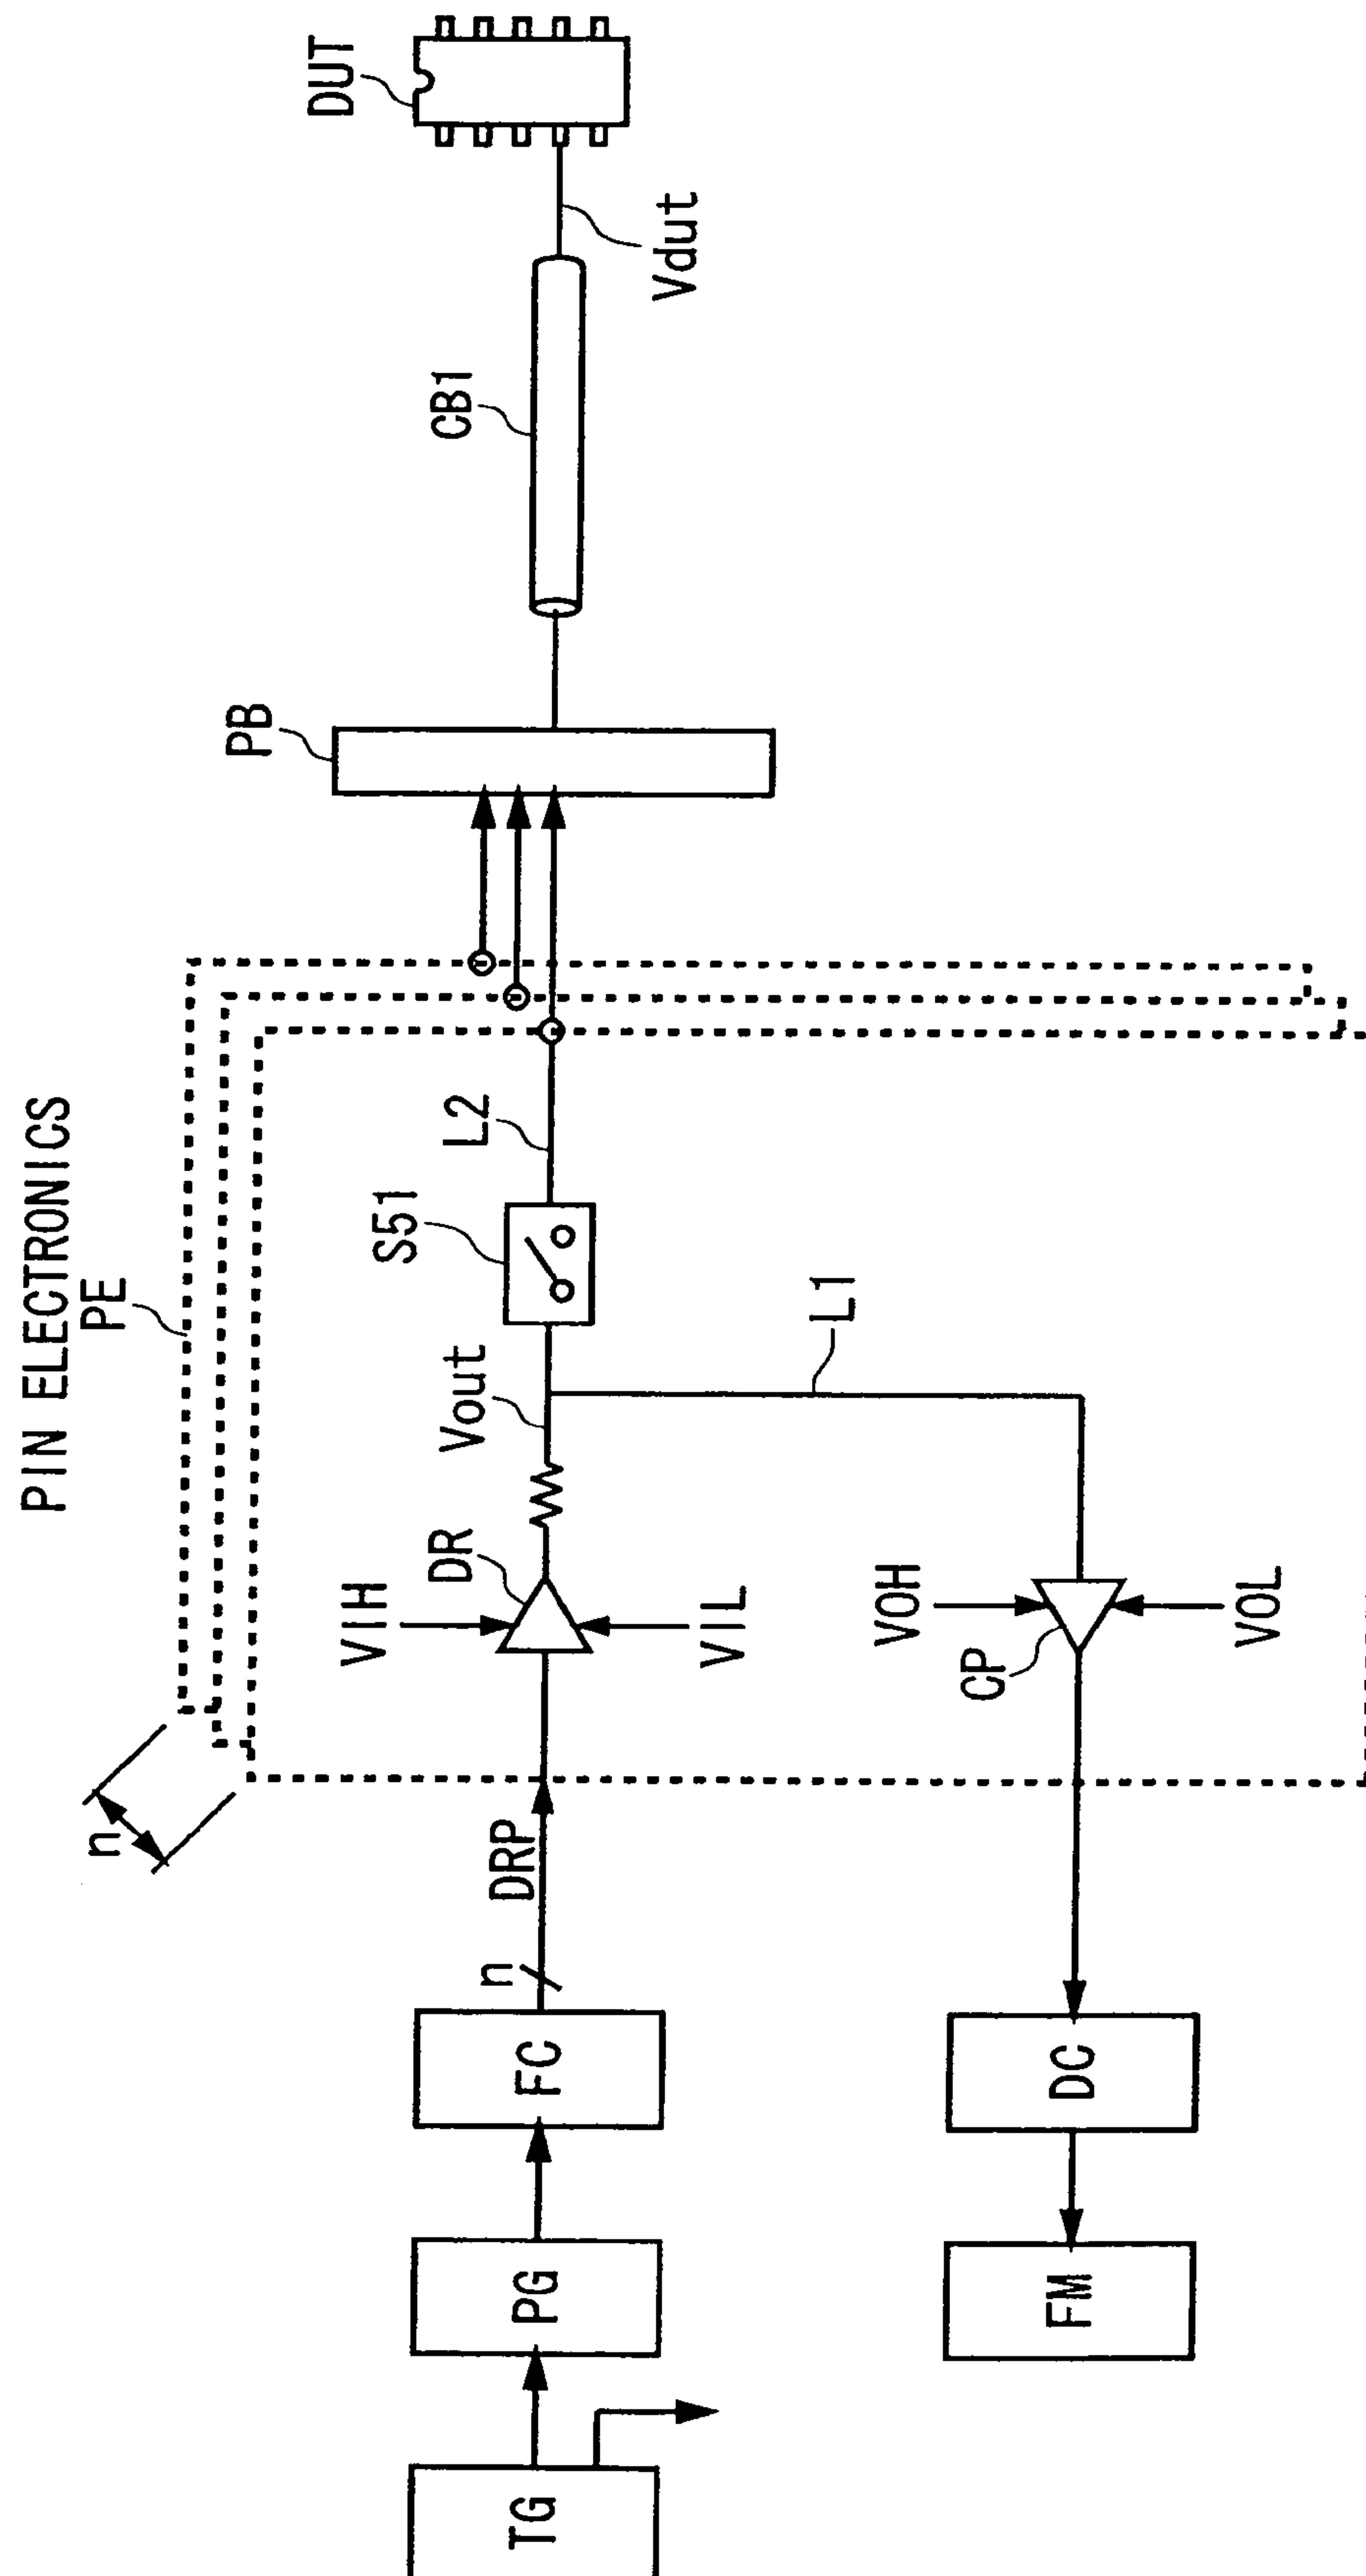 PIN ELECTRONICS
PE
n
TG
PG
FC
n
DRP
VIH
DR
VIL
Vout
S51
L2
L1
PB
CB1
Vdut
DUT
VOH
CP
VOL
DC
FM